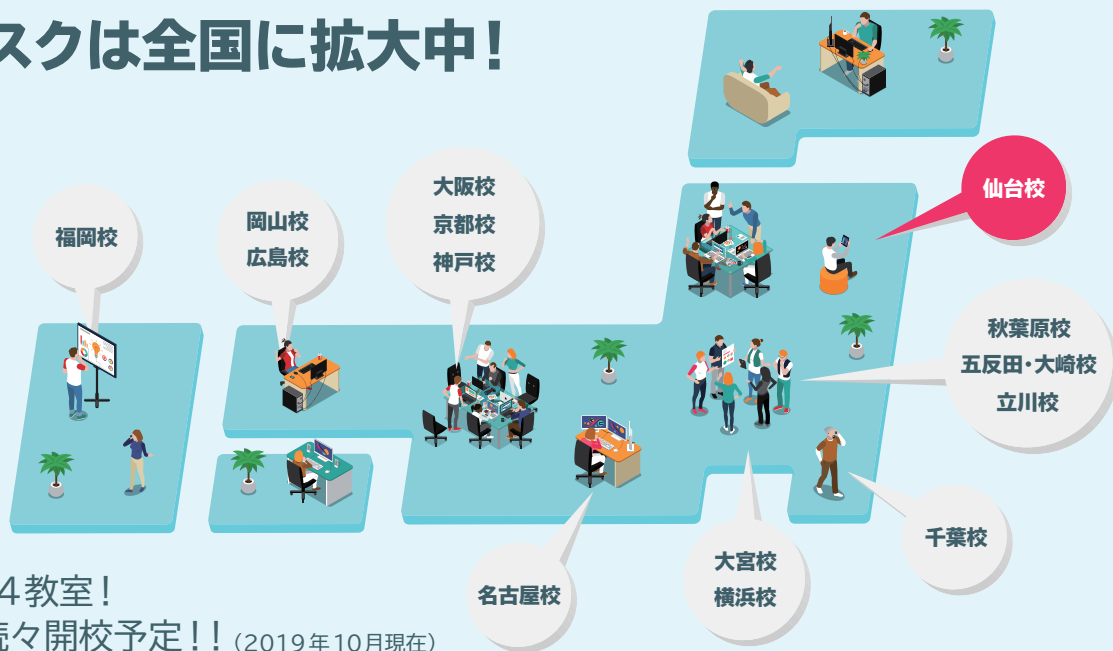 スクは全国に拡大中！
仙台校
大阪校
京都校
神戸校
岡山校
広島校
福岡校
秋葉原校
五反田・大崎校
立川校
千葉校
大宮校
横浜校
名古屋校
4教室！
々開校予定！！（2019年10月現在）